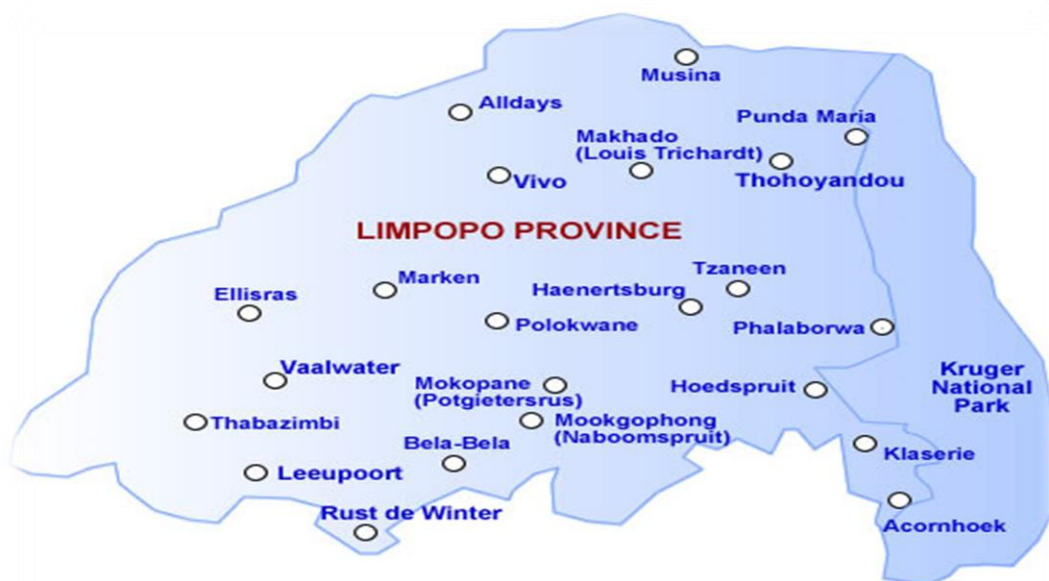 Musina
Alldays
Punda Maria
Makhado
(Louis Trichardt)
Thohoyandou
Vivo
LIMPOPO PROVINCE
Tzaneen
Marken
Haenertsburg
Ellisras
Polokwane
Phalaborwa
Vaalwater
Kruger
National
Park
Mokopane
(Potgietersrus)
Hoedspruit
Thabazimbi
Mookgophong
(Naboomspruit)
Bela-Bela
Klaserie
Leeupoort
Rust de Winter
Acornhoek